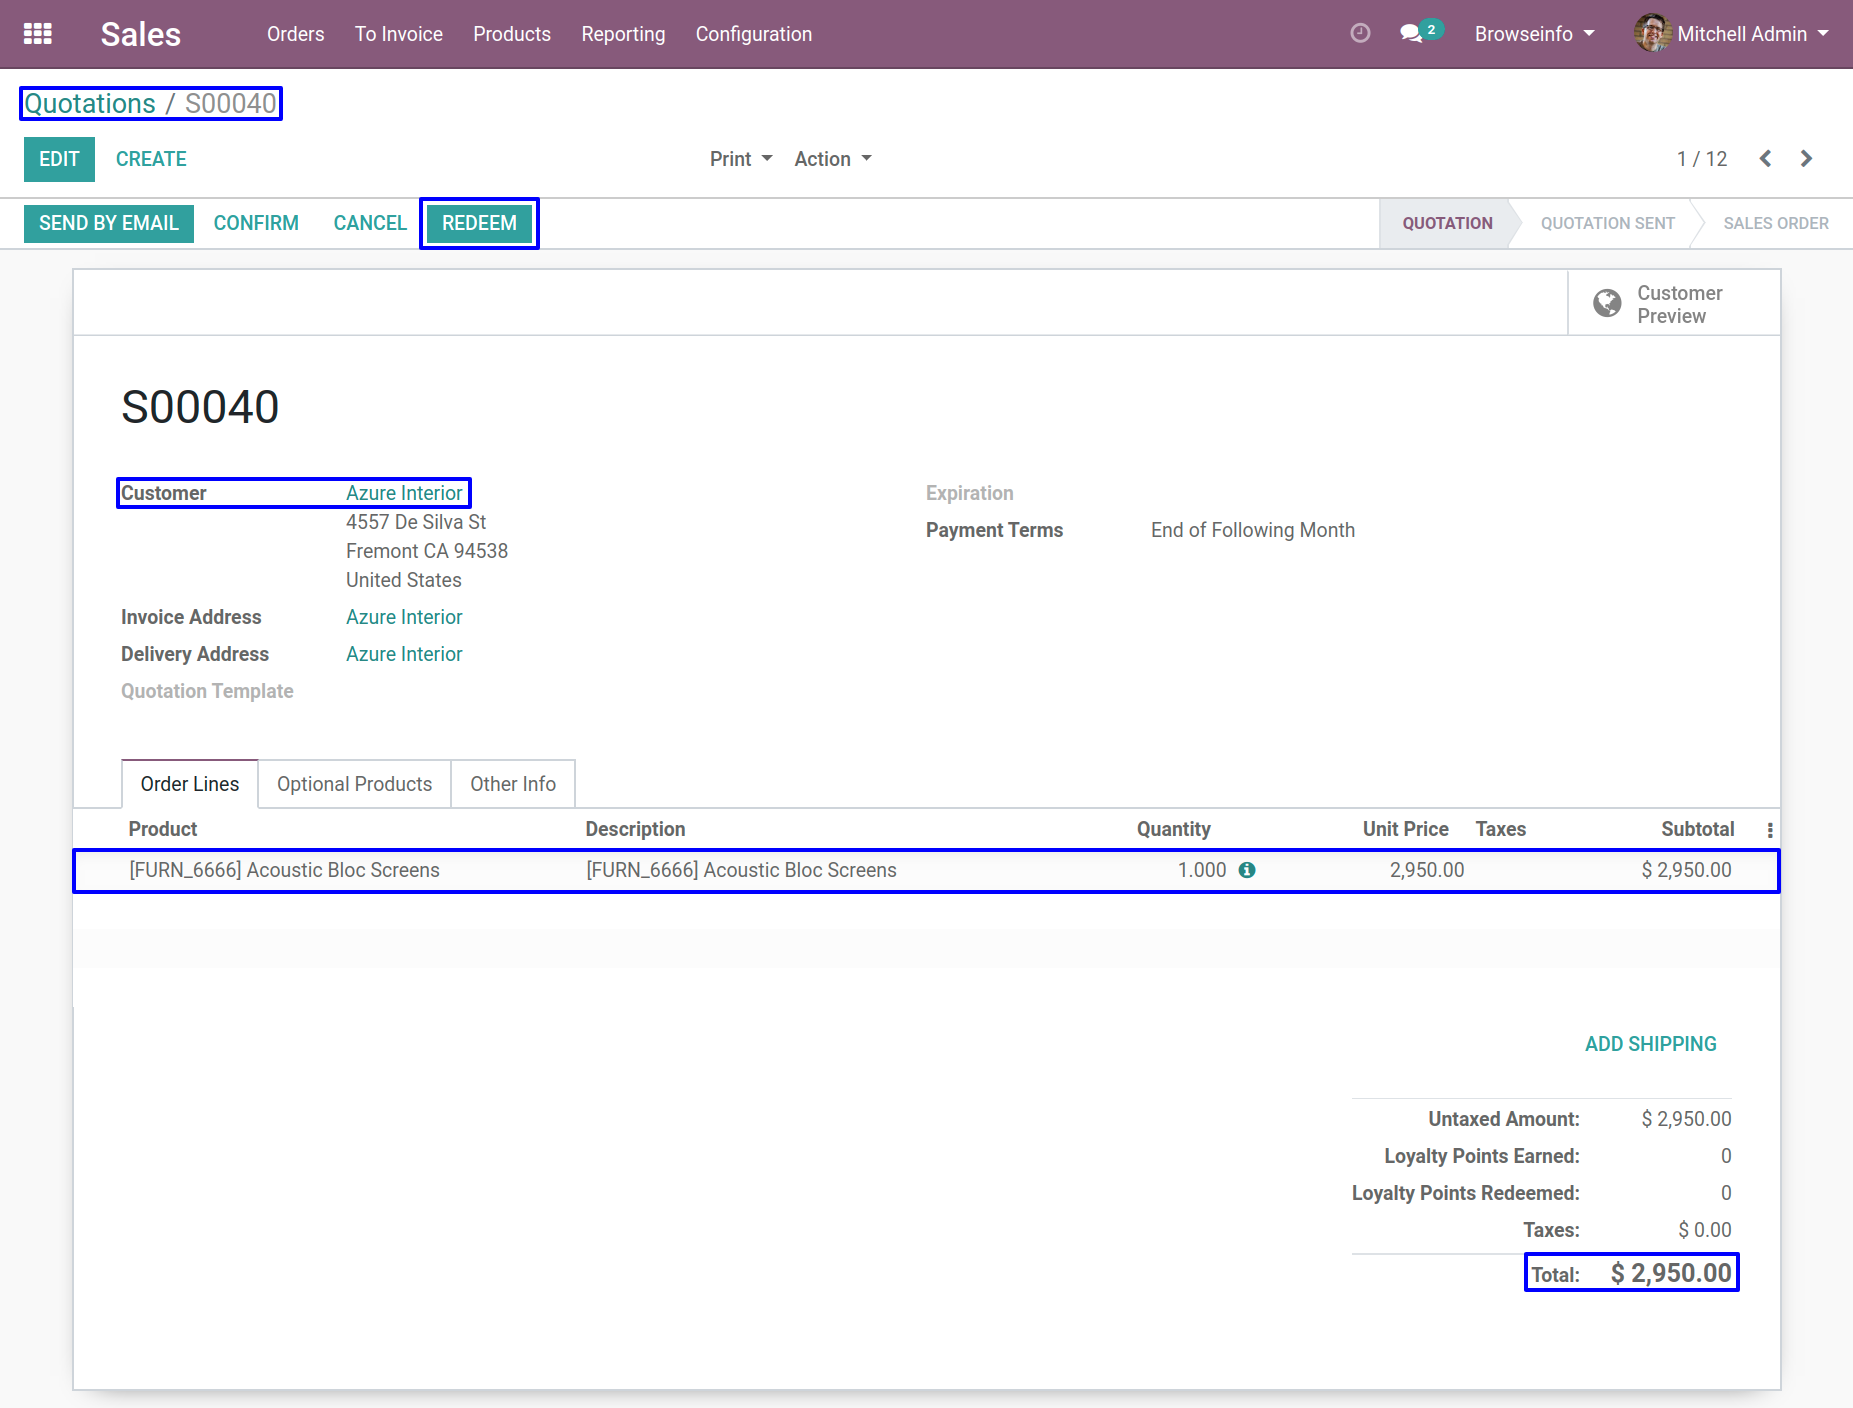 Sales Orders To Invoice Products Reporting Configuration 2 Browseinfo Mitchell Admin
Quotations / S00040
EDIT CREATE Print Action 1 / 12
SEND BY EMAIL CONFIRM CANCEL REDEEM QUOTATION QUOTATION SENT SALES ORDER
Customer
Preview
S00040
Customer Azure Interior Expiration
4557 De Silva St
Payment Terms End of Following Month
Fremont CA 94538
United States
Invoice Address Azure Interior
Delivery Address Azure Interior
Quotation Template
Order Lines Optional Products Other Info
Product Description Quantity Unit Price Taxes Subtotal
[FURN_6666] Acoustic Bloc Screens [FURN_6666] Acoustic Bloc Screens 1.000 2,950.00 $ 2,950.00
ADD SHIPPING
Untaxed Amount: $ 2,950.00
Loyalty Points Earned: 0
Loyalty Points Redeemed: 0
Taxes: $ 0.00
Total: $ 2,950.00